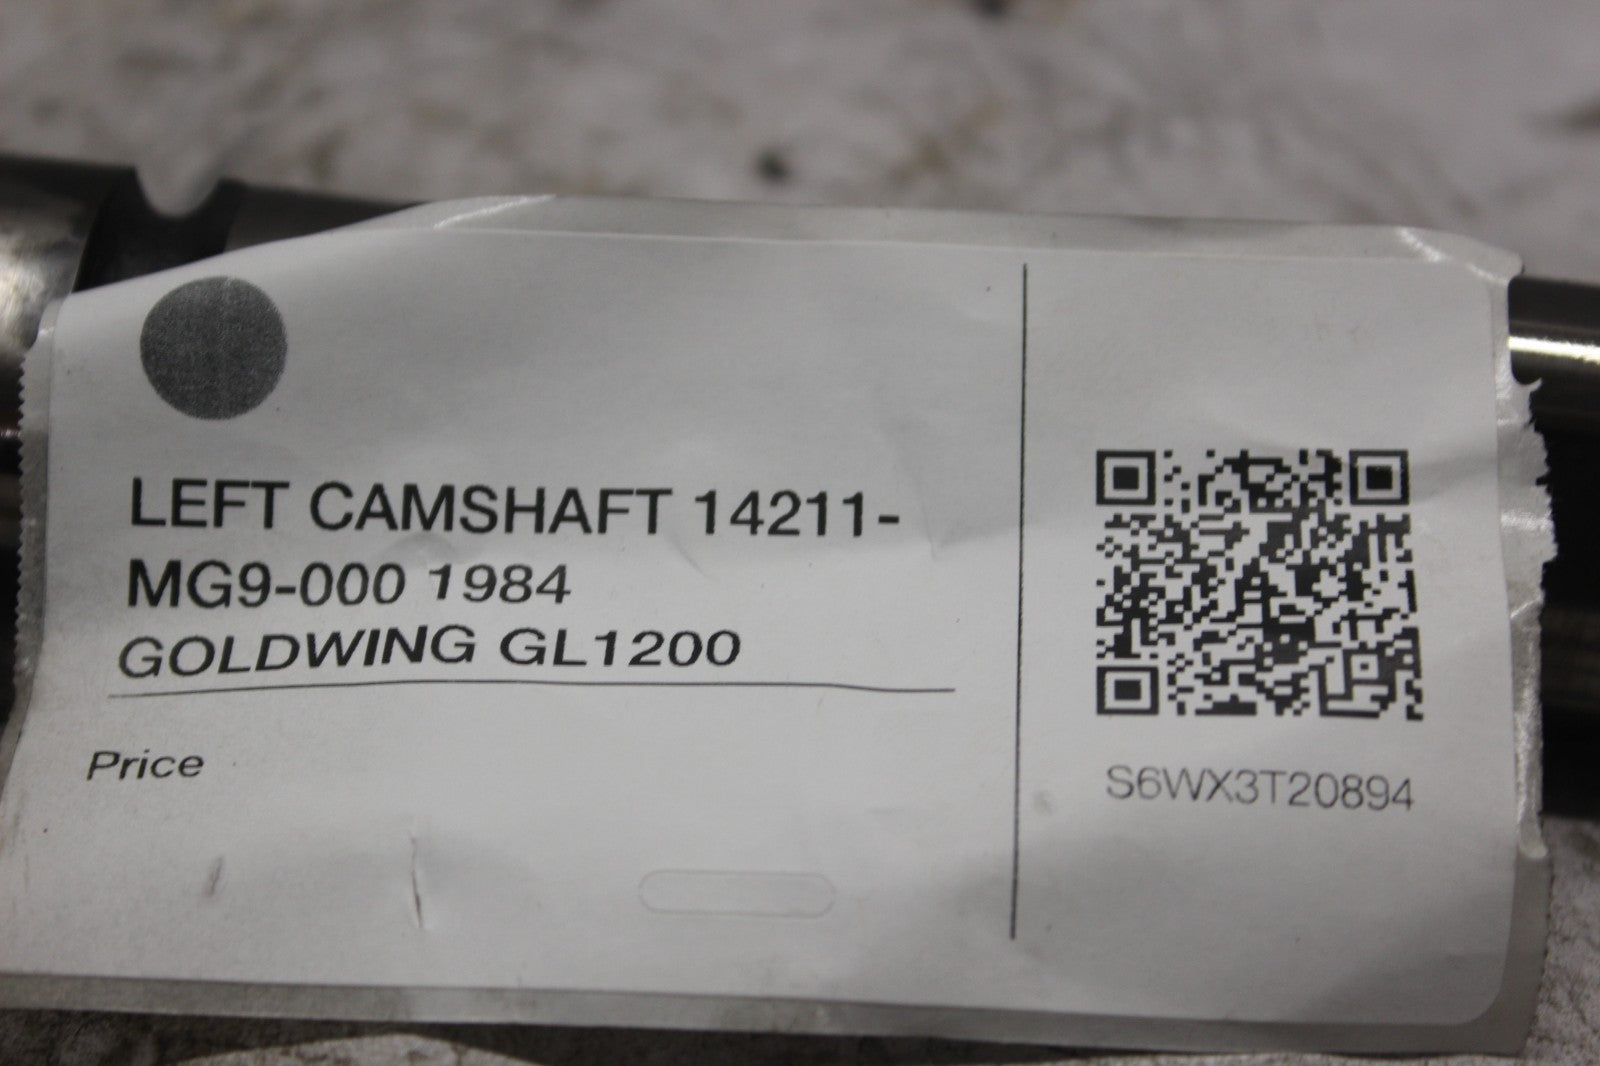 LEFT CAMSHAFT 14211-
MG9-000 1984
GOLDWING GL1200
Price
S6WX3T20894